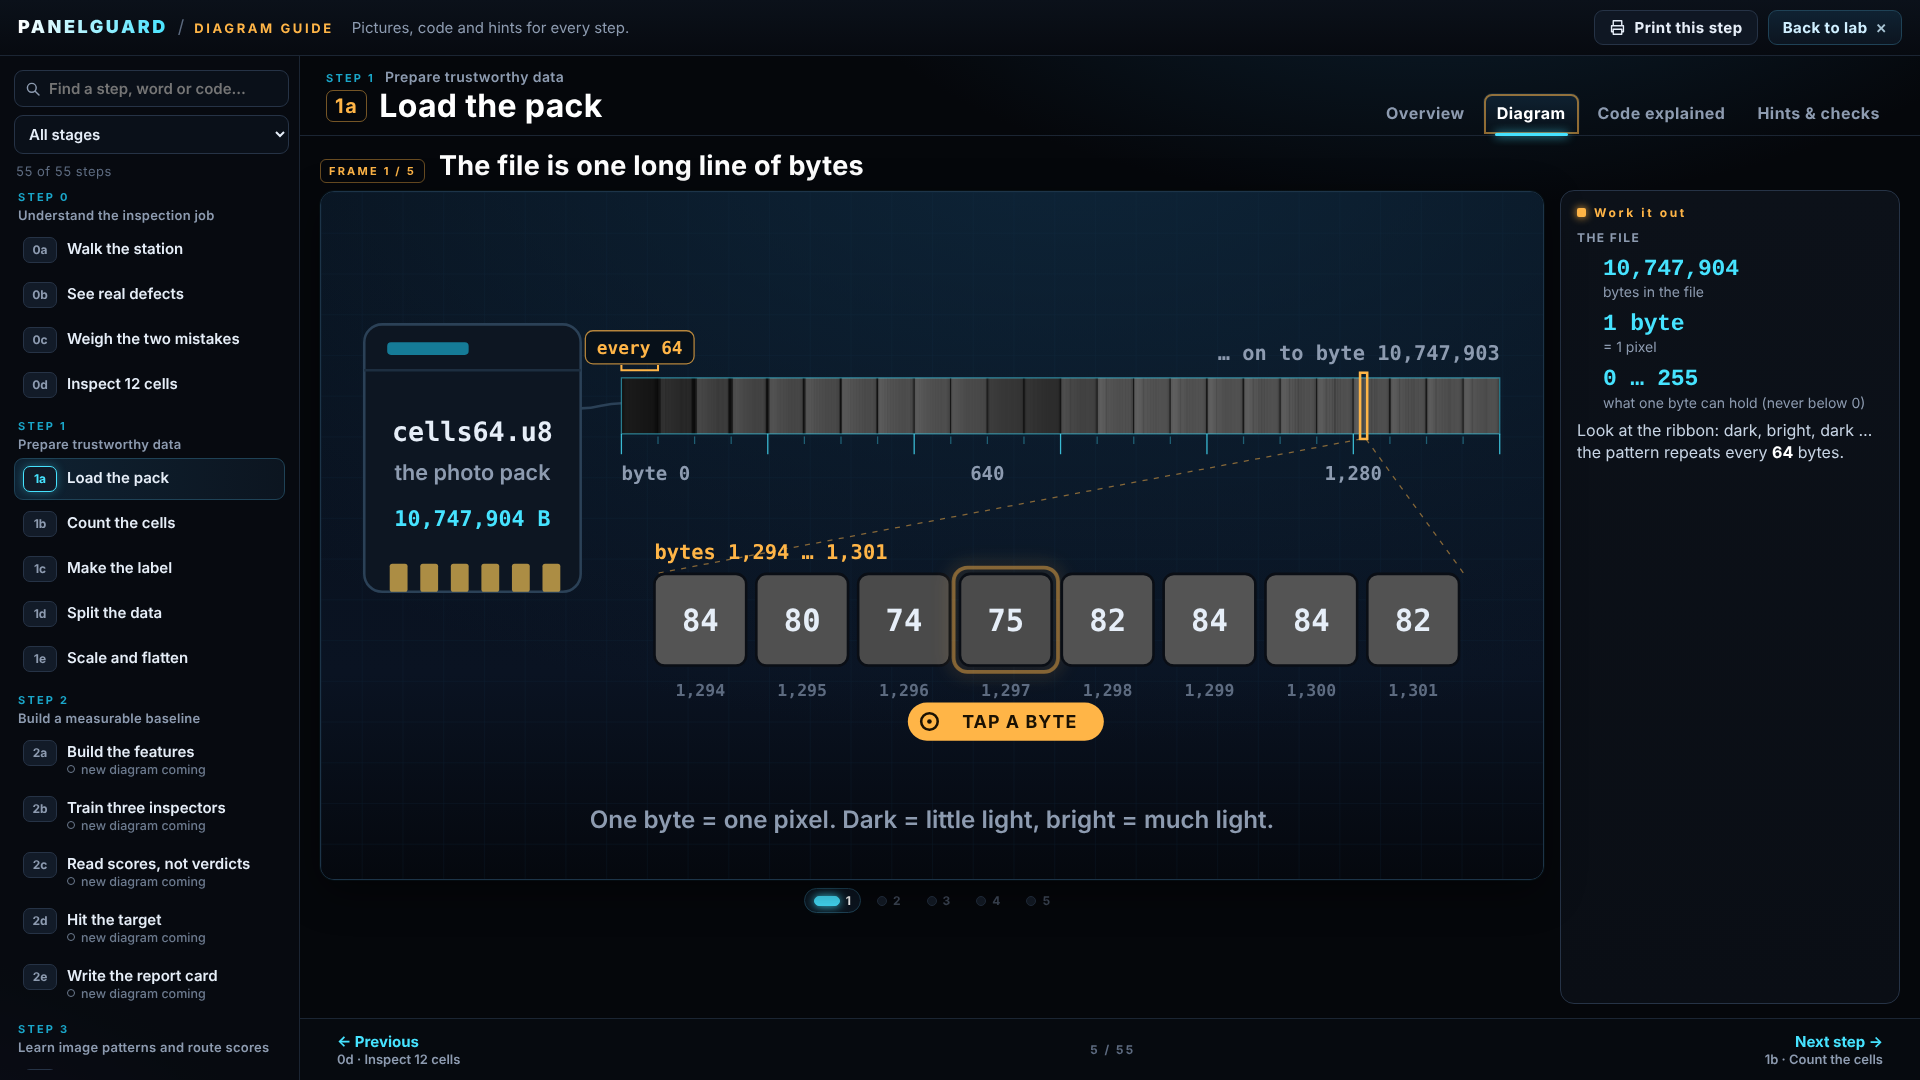 PANELGUARD / DIAGRAM GUIDE Pictures, code and hints for every step.
Print this step
Back to lab ×
Find a step, word or code...
All stages
55 of 55 steps
STEP 0
Understand the inspection job
0a Walk the station
0b See real defects
0c Weigh the two mistakes
0d Inspect 12 cells
STEP 1
Prepare trustworthy data
1a Load the pack
1b Count the cells
1c Make the label
1d Split the data
1e Scale and flatten
STEP 2
Build a measurable baseline
2a Build the features
new diagram coming
2b Train three inspectors
new diagram coming
2c Read scores, not verdicts
new diagram coming
2d Hit the target
new diagram coming
2e Write the report card
new diagram coming
STEP 3
Learn image patterns and route scores
STEP 1 Prepare trustworthy data
1a Load the pack
Overview
Diagram
Code explained
Hints & checks
FRAME 1 / 5 The file is one long line of bytes
every 64
… on to byte 10,747,903
cells64.u8
the photo pack
10,747,904 B
byte 0 640 1,280
bytes 1,294 … 1,301
84 80 74 75 82 84 84 82
1,294 1,295 1,296 1,297 1,298 1,299 1,300 1,301
TAP A BYTE
One byte = one pixel. Dark = little light, bright = much light.
1 2 3 4 5
Work it out
THE FILE
10,747,904
bytes in the file
1 byte
= 1 pixel
0 … 255
what one byte can hold (never below 0)
Look at the ribbon: dark, bright, dark …
the pattern repeats every 64 bytes.
← Previous
0d · Inspect 12 cells
5 / 55
Next step →
1b · Count the cells